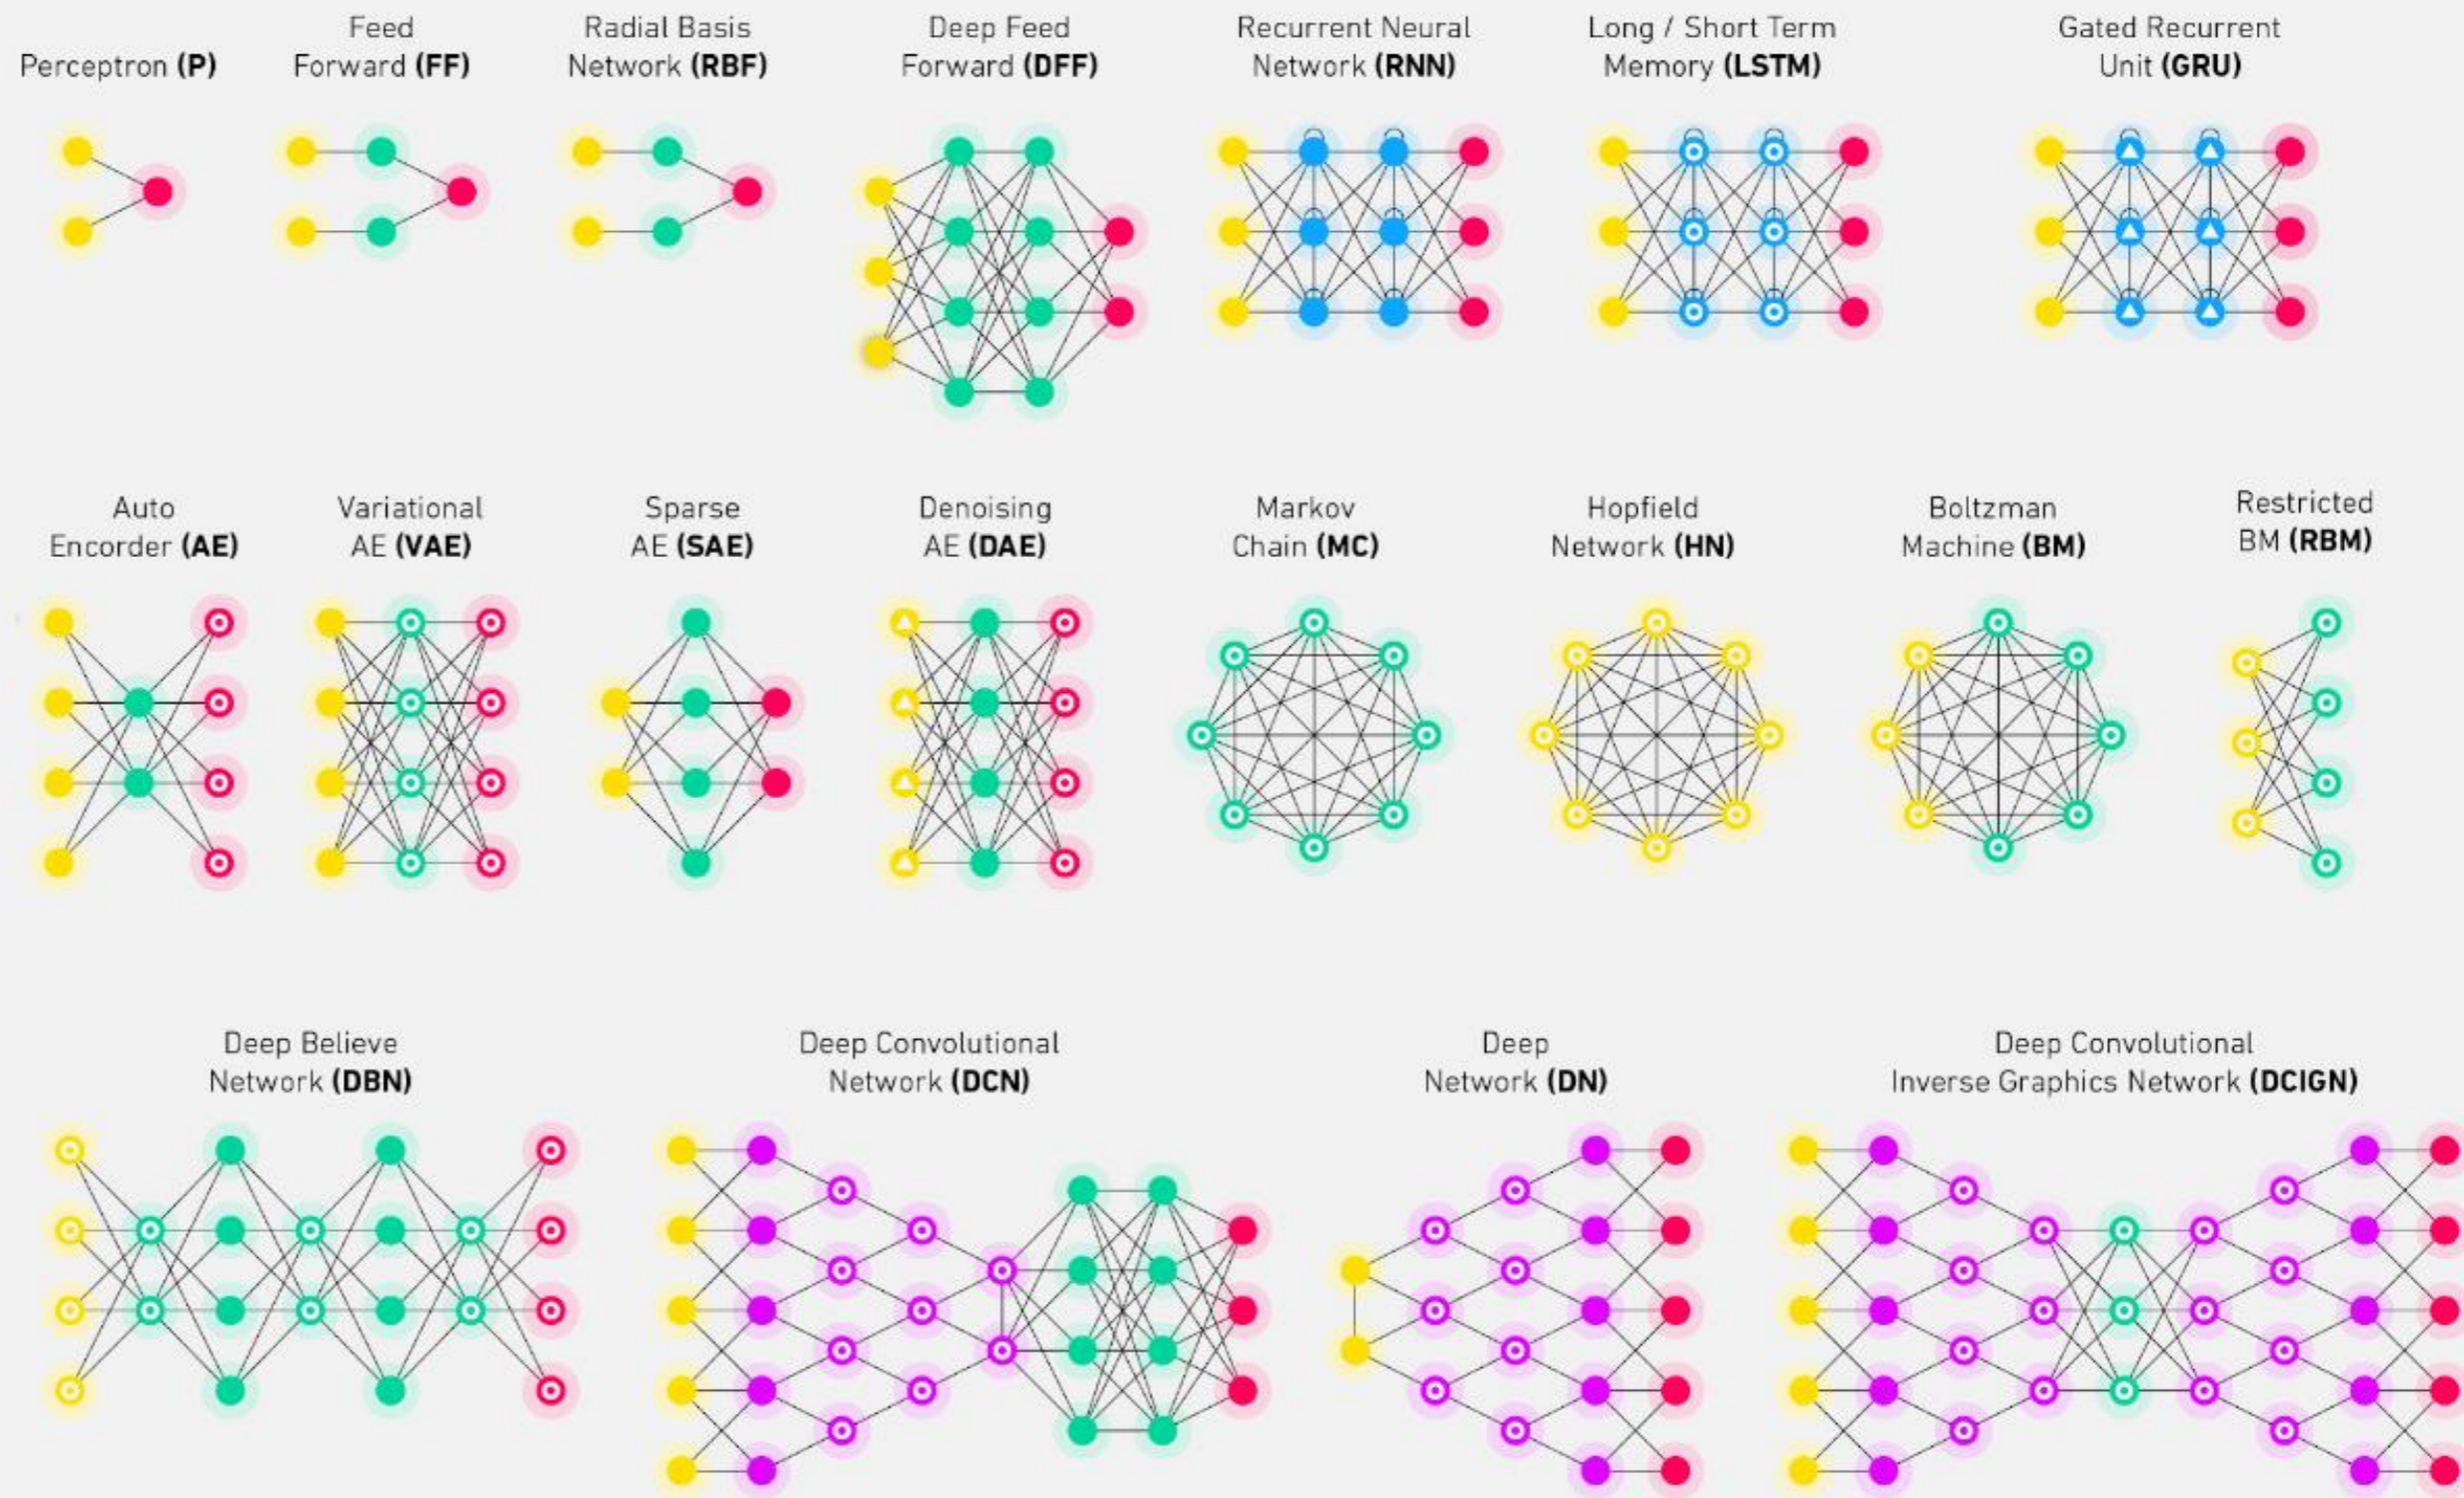 Perceptron (P)
Feed
Forward (FF)
Radial Basis
Network (RBF)
Deep Feed
Forward (DFF)
Recurrent Neural
Network (RNN)
Long / Short Term
Memory (LSTM)
Gated Recurrent
Unit (GRU)
Auto
Encorder (AE)
Variational
AE (VAE)
Sparse
AE (SAE)
Denoising
AE (DAE)
Markov
Chain (MC)
Hopfield
Network (HN)
Boltzman
Machine (BM)
Restricted
BM (RBM)
Deep Believe
Network (DBN)
Deep Convolutional
Network (DCN)
Deep
Network (DN)
Deep Convolutional
Inverse Graphics Network (DCIGN)